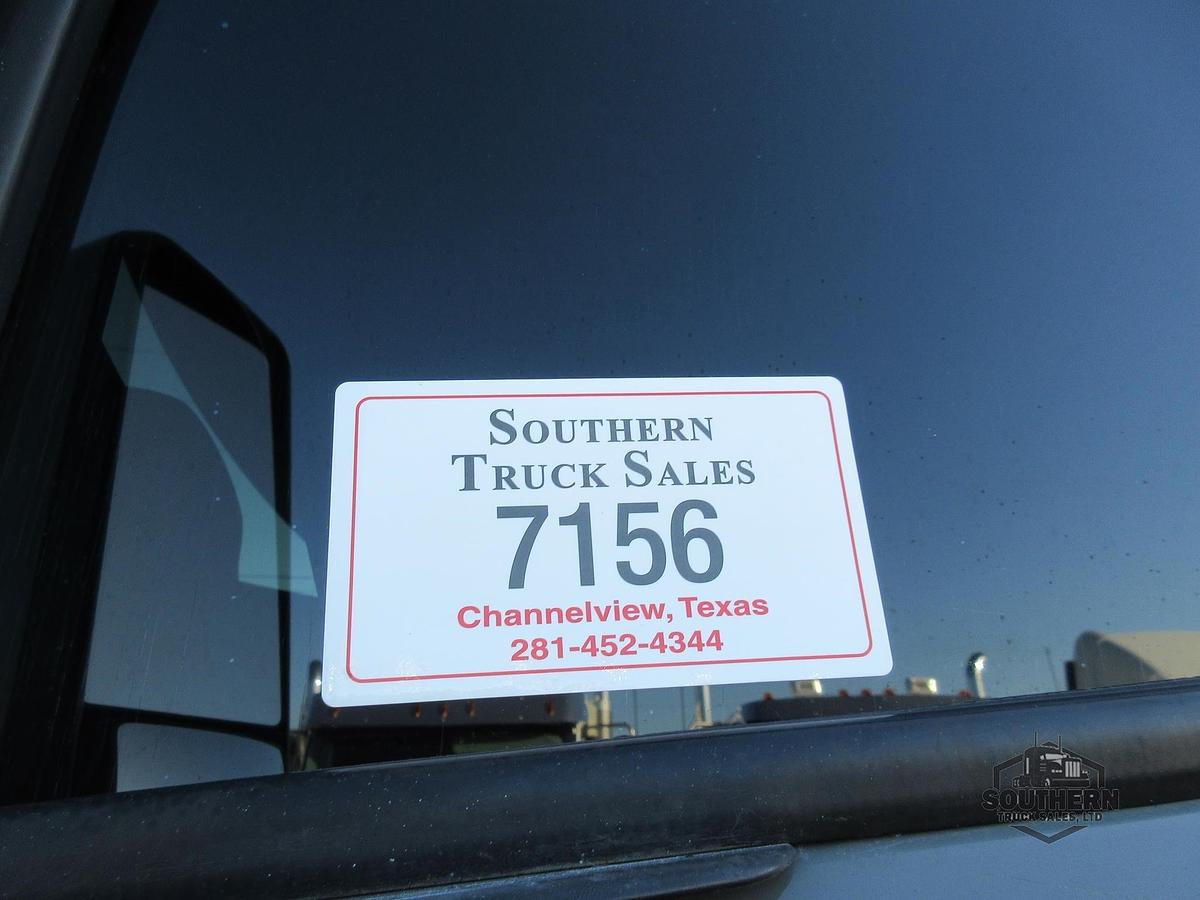 SOUTHERN
TRUCK SALES
7156
Channelview, Texas
281-452-4344
SOUTHERN
TRUCK SALES, LTD